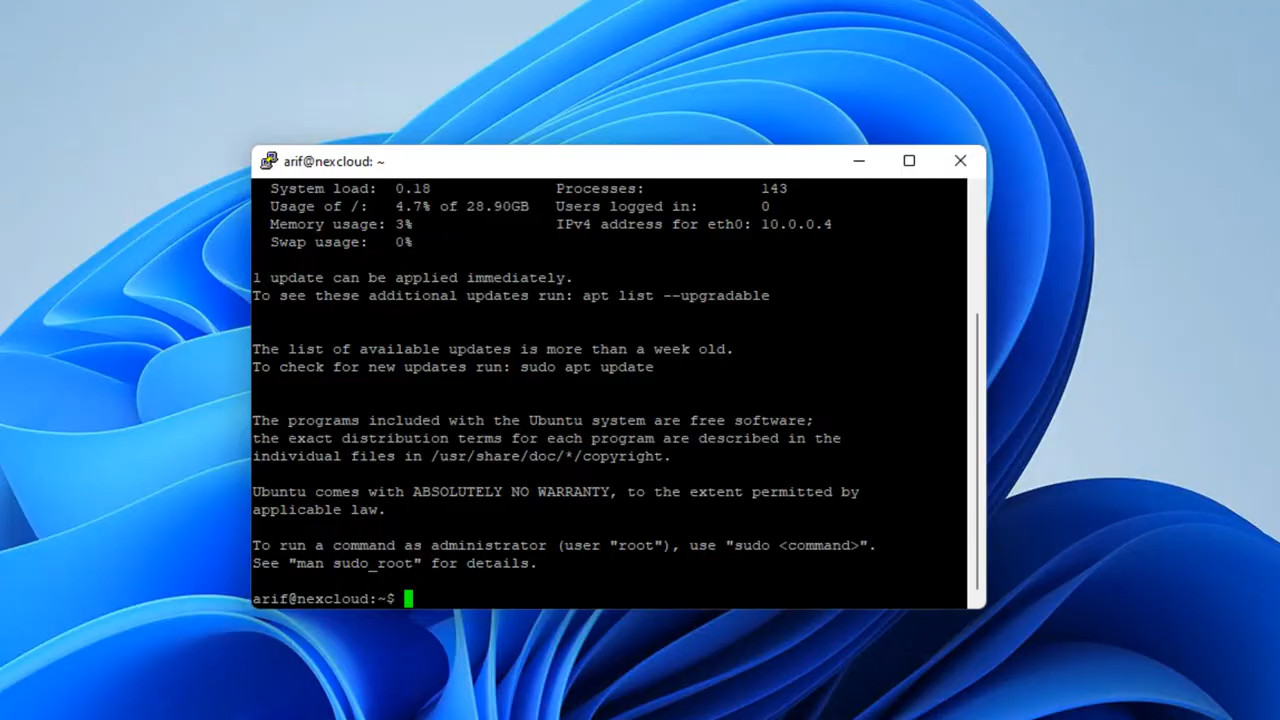 arif@nexcloud: ~
System load: 0.18 Processes: 143
Usage of /: 4.7% of 28.90GB Users logged in: 0
Memory usage: 3% IPv4 address for eth0: 10.0.0.4
Swap usage: 0%
1 update can be applied immediately.
To see these additional updates run: apt list --upgradable
The list of available updates is more than a week old.
To check for new updates run: sudo apt update
The programs included with the Ubuntu system are free software;
the exact distribution terms for each program are described in the
individual files in /usr/share/doc/*/copyright.
Ubuntu comes with ABSOLUTELY NO WARRANTY, to the extent permitted by
applicable law.
To run a command as administrator (user "root"), use "sudo <command>".
See "man sudo_root" for details.
arif@nexcloud:~$